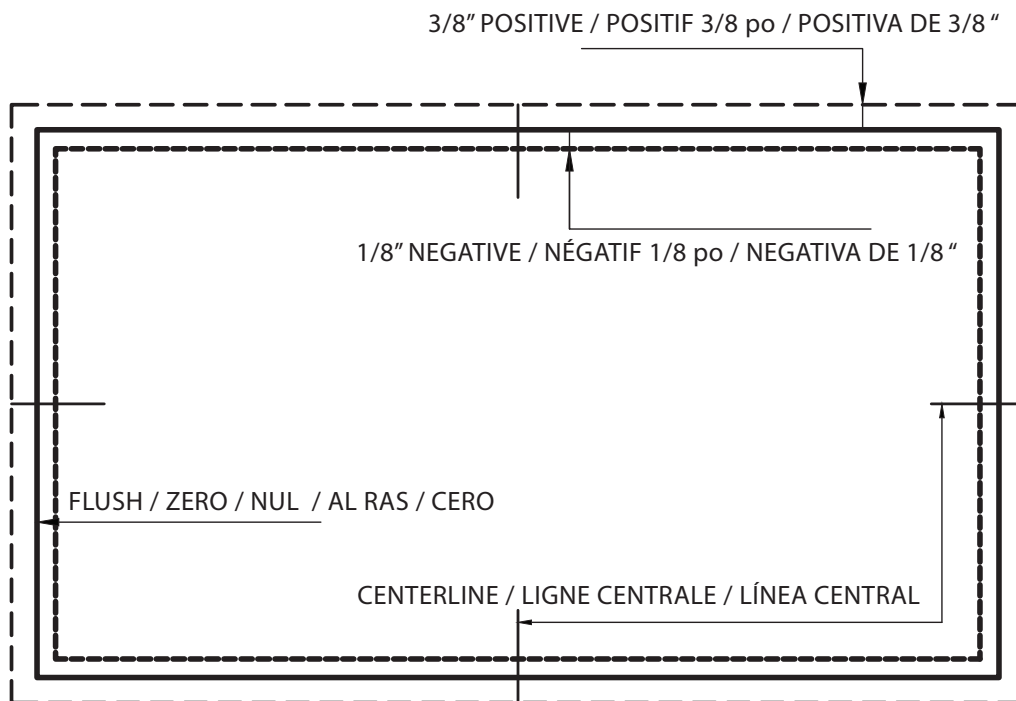 3/8” POSITIVE / POSITIF 3/8 po / POSITIVA DE 3/8 “
1/8” NEGATIVE / NÉGATIF 1/8 po / NEGATIVA DE 1/8 “
FLUSH / ZERO / NUL / AL RAS / CERO
CENTERLINE / LIGNE CENTRALE / LÍNEA CENTRAL